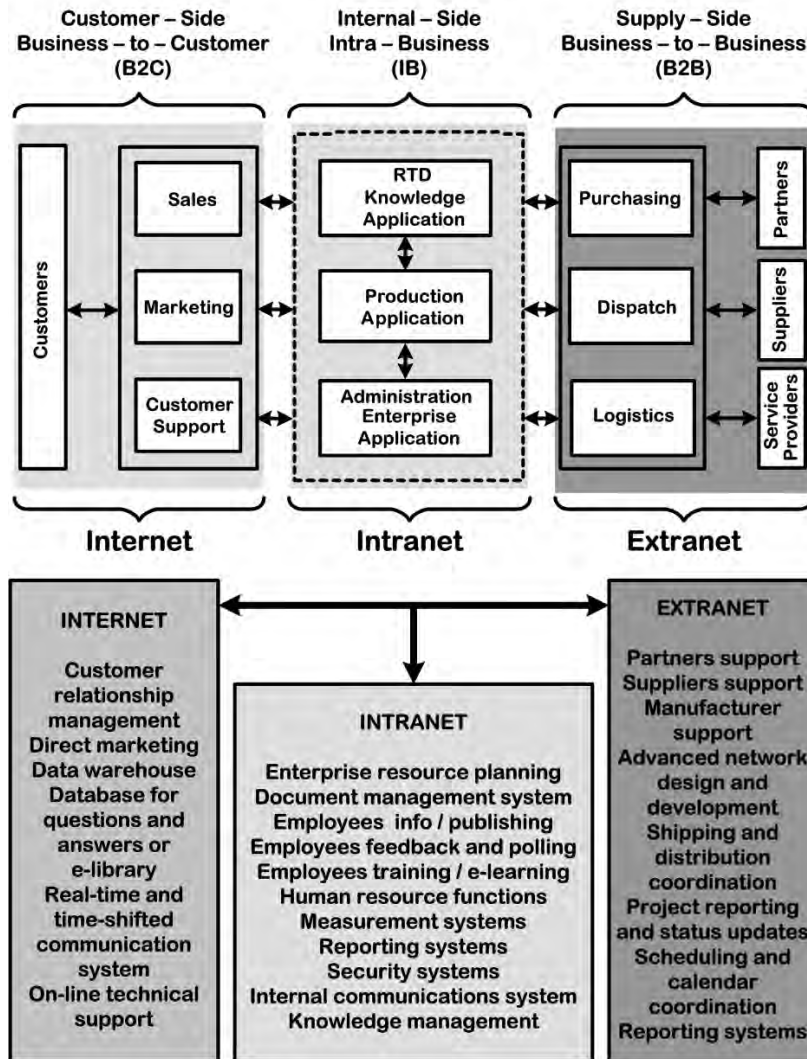 Customer – Side
Business – to – Customer
(B2C)
Internal – Side
Intra – Business
(IB)
Supply – Side
Business – to – Business
(B2B)
Customers
Sales
Marketing
Customer
Support
RTD
Knowledge
Application
Production
Application
Administration
Enterprise
Application
Purchasing
Dispatch
Logistics
Partners
Suppliers
Service
Providers
Internet
Intranet
Extranet
INTERNET
Customer
relationship
management
Direct marketing
Data warehouse
Database for
questions and
answers or
e-library
Real-time and
time-shifted
communication
system
On-line technical
support
INTRANET
Enterprise resource planning
Document management system
Employees info / publishing
Employees feedback and polling
Employees training / e-learning
Human resource functions
Measurement systems
Reporting systems
Security systems
Internal communications system
Knowledge management
EXTRANET
Partners support
Suppliers support
Manufacturer
support
Advanced network
design and
development
Shipping and
distribution
coordination
Project reporting
and status updates
Scheduling and
calendar
coordination
Reporting systems